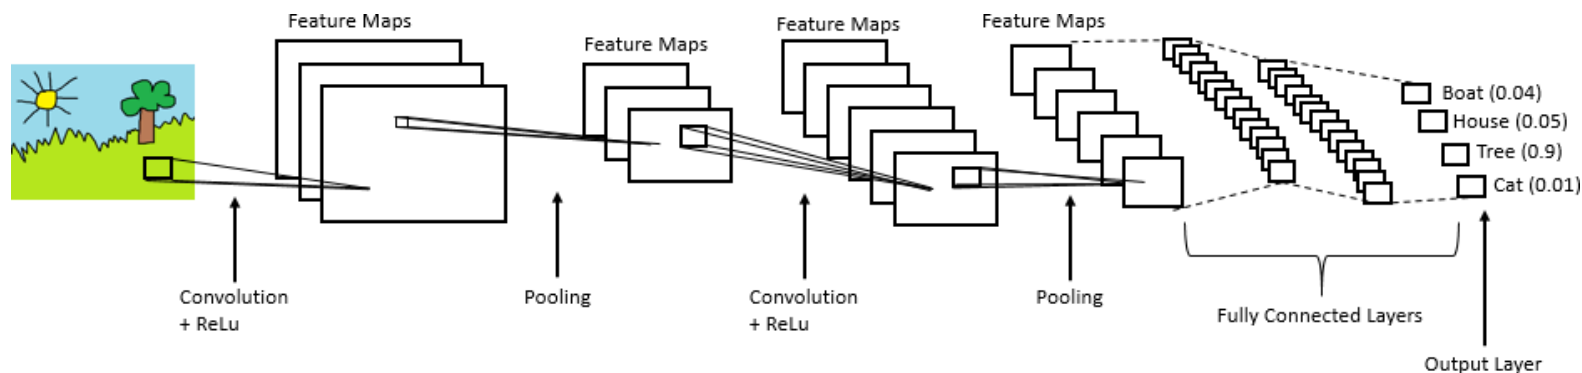 Feature Maps
Feature Maps
Feature Maps
Feature Maps
Boat (0.04)
House (0.05)
Tree (0.9)
Cat (0.01)
Convolution
+ ReLu
Pooling
Convolution
+ ReLu
Pooling
Fully Connected Layers
Output Layer